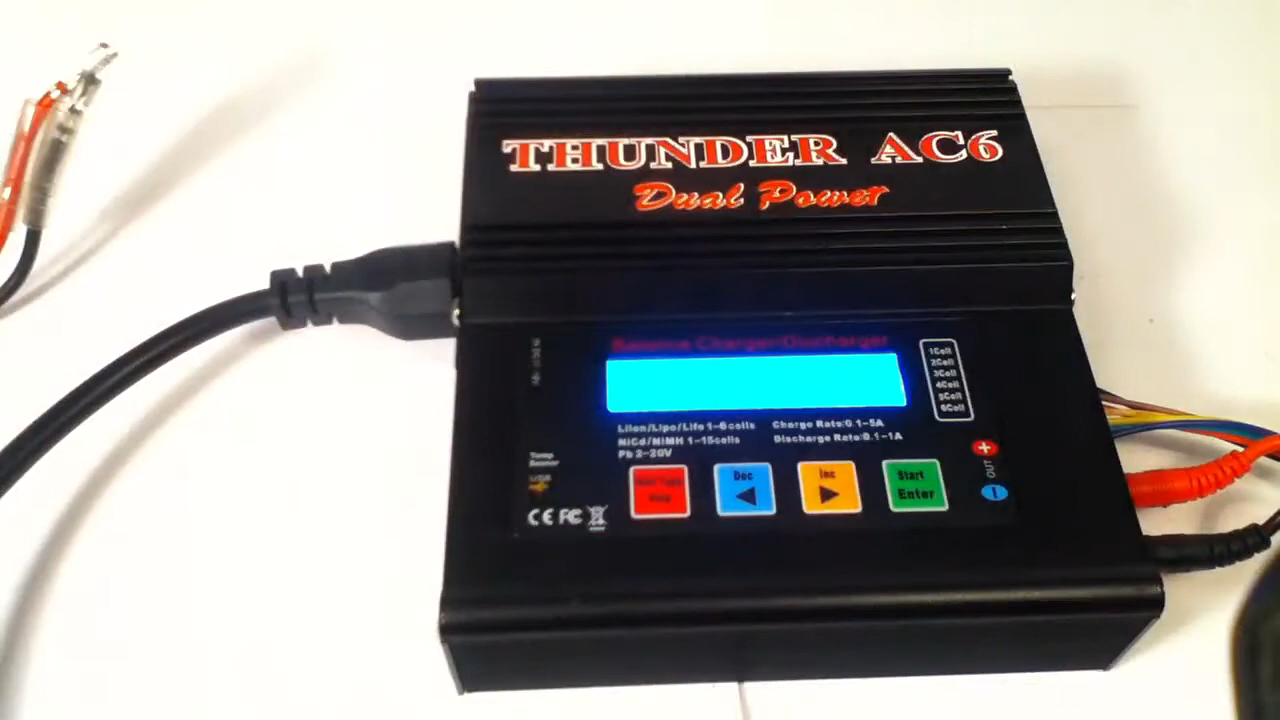 THUNDER AC6
Dual Power
Balance Charger/Discharger
1Cell
2Cell
3Cell
4Cell
5Cell
6Cell
LiIon/Lipo/Life 1-6cells
Charge Rate:0.1-5A
NiCd/NiMH 1-15cells
Discharge Rate:0.1-1A
Pb 2-20V
Temp
Sensor
USB
Dec
Inc
Start
Enter
OUT
CE FC